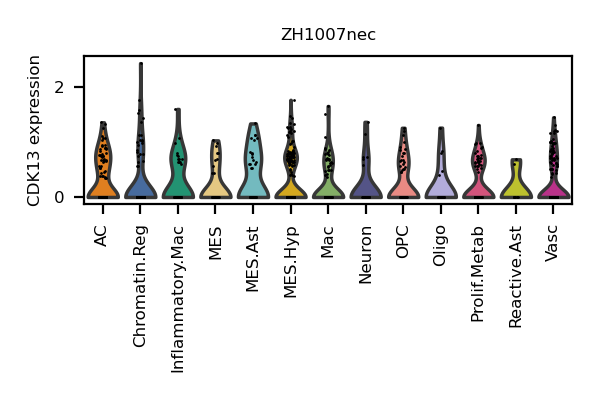 ZH1007nec
CDK13 expression
2
0
AC
Chromatin.Reg
Inflammatory.Mac
MES
MES.Ast
MES.Hyp
Mac
Neuron
OPC
Oligo
Prolif.Metab
Reactive.Ast
Vasc